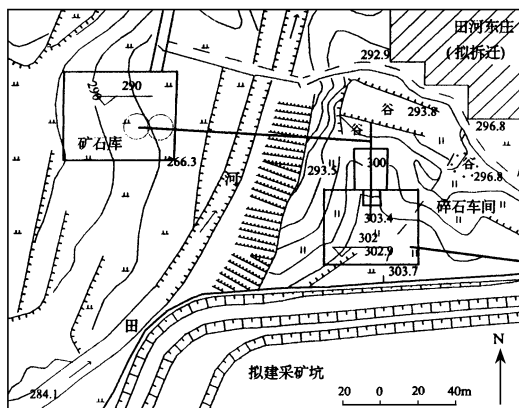 田河东庄
(拟拆迁)
292.9
290
290
谷
293.8
296.8
矿石库
谷
谷
266.3
河
293.5
300
296.8
303.4
碎石车间
302
302.9
303.7
田
拟建采矿坑
N
284.1
20 0 20 40m